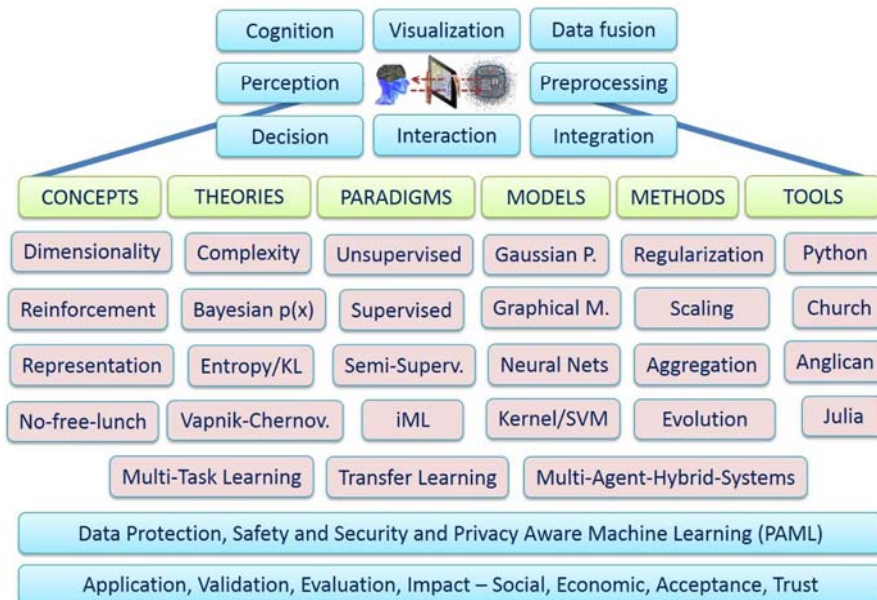 Cognition Visualization Data fusion
Perception Preprocessing
Decision Interaction Integration
CONCEPTS THEORIES PARADIGMS MODELS METHODS TOOLS
Dimensionality Complexity Unsupervised Gaussian P. Regularization Python
Reinforcement Bayesian p(x) Supervised Graphical M. Scaling Church
Representation Entropy/KL Semi-Superv. Neural Nets Aggregation Anglican
No-free-lunch Vapnik-Chernov. iML Kernel/SVM Evolution Julia
Multi-Task Learning Transfer Learning Multi-Agent-Hybrid-Systems
Data Protection, Safety and Security and Privacy Aware Machine Learning (PAML)
Application, Validation, Evaluation, Impact – Social, Economic, Acceptance, Trust